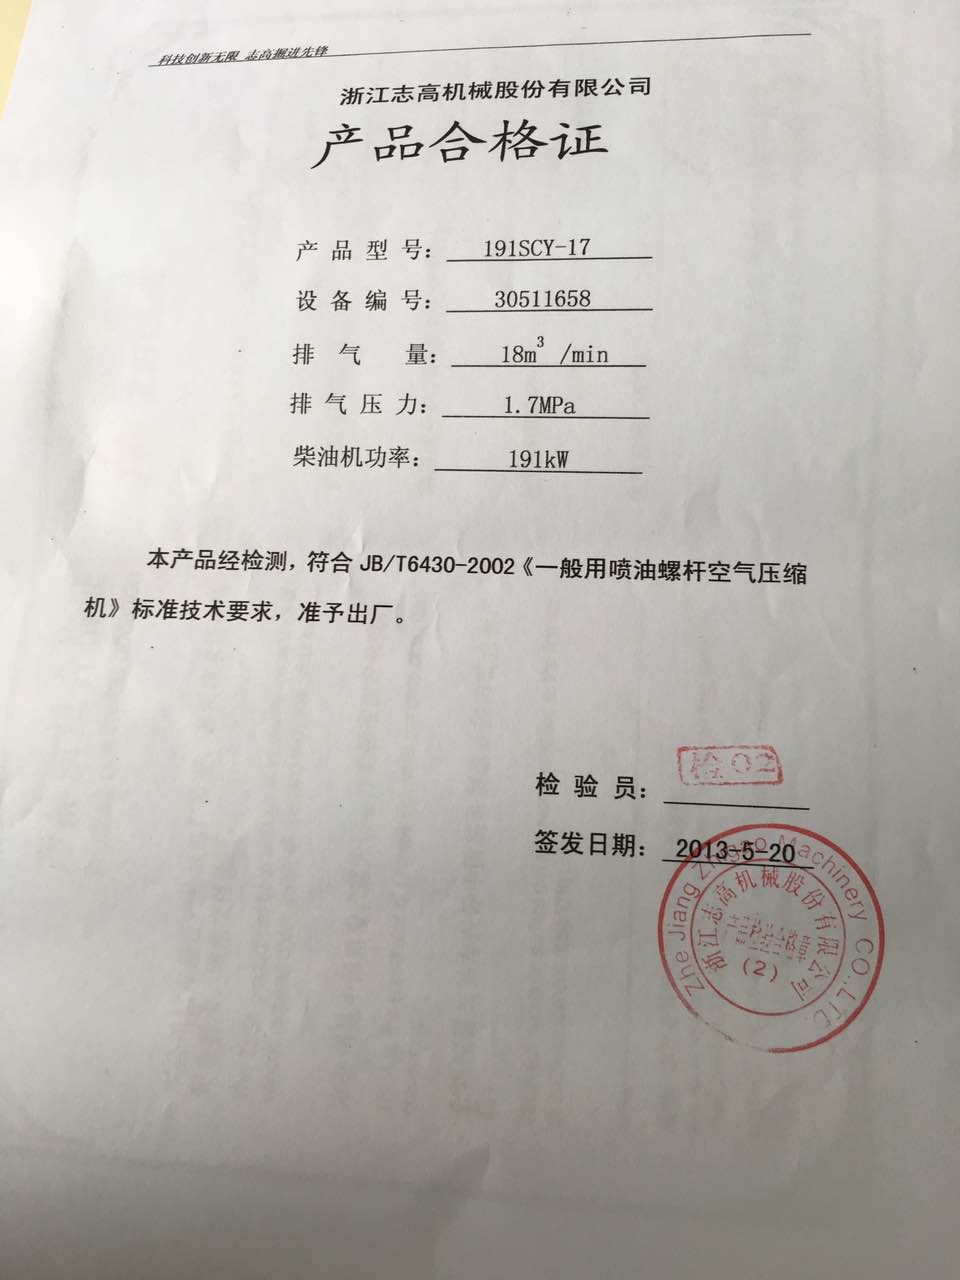 科技创新无限 志高掘进先锋
浙江志高机械股份有限公司
产品合格证
产品型号： 191SCY-17
设备编号： 30511658
排气量： 18m³/min
排气压力： 1.7MPa
柴油机功率： 191kW
本产品经检测，符合 JB/T6430-2002《一般用喷油螺杆空气压缩
机》标准技术要求，准予出厂。
检 02
检验员：
签发日期： 2013-5-20
Zhe Jiang Zhigao Machinery CO.,LTD.
浙江志高机械股份有限公司
(2)